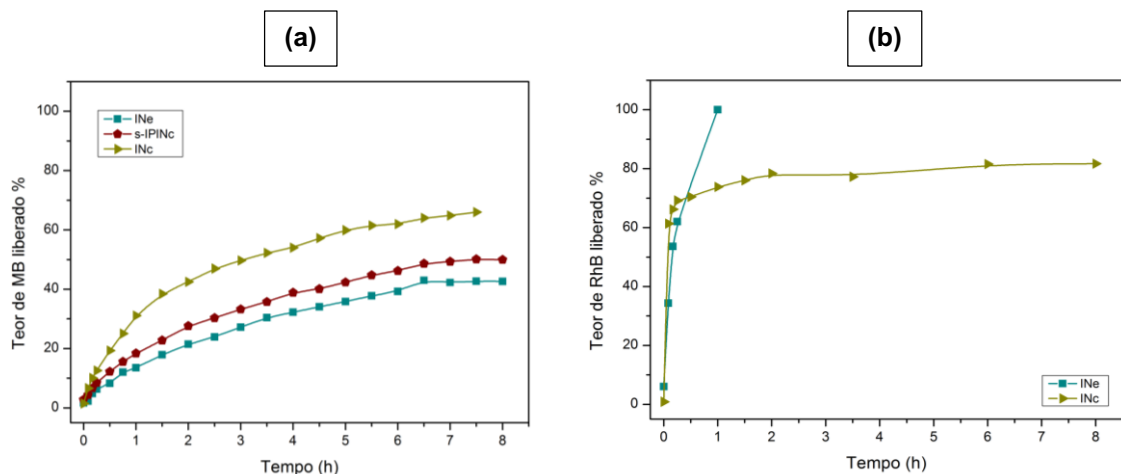 (a)
(b)
Teor de MB liberado %
100
80
60
40
20
0
INe
s-IPINc
INc
0 1 2 3 4 5 6 7 8
Tempo (h)
Teor de RhB liberado %
100
80
60
40
20
0
INe
INc
0 1 2 3 4 5 6 7 8
Tempo (h)